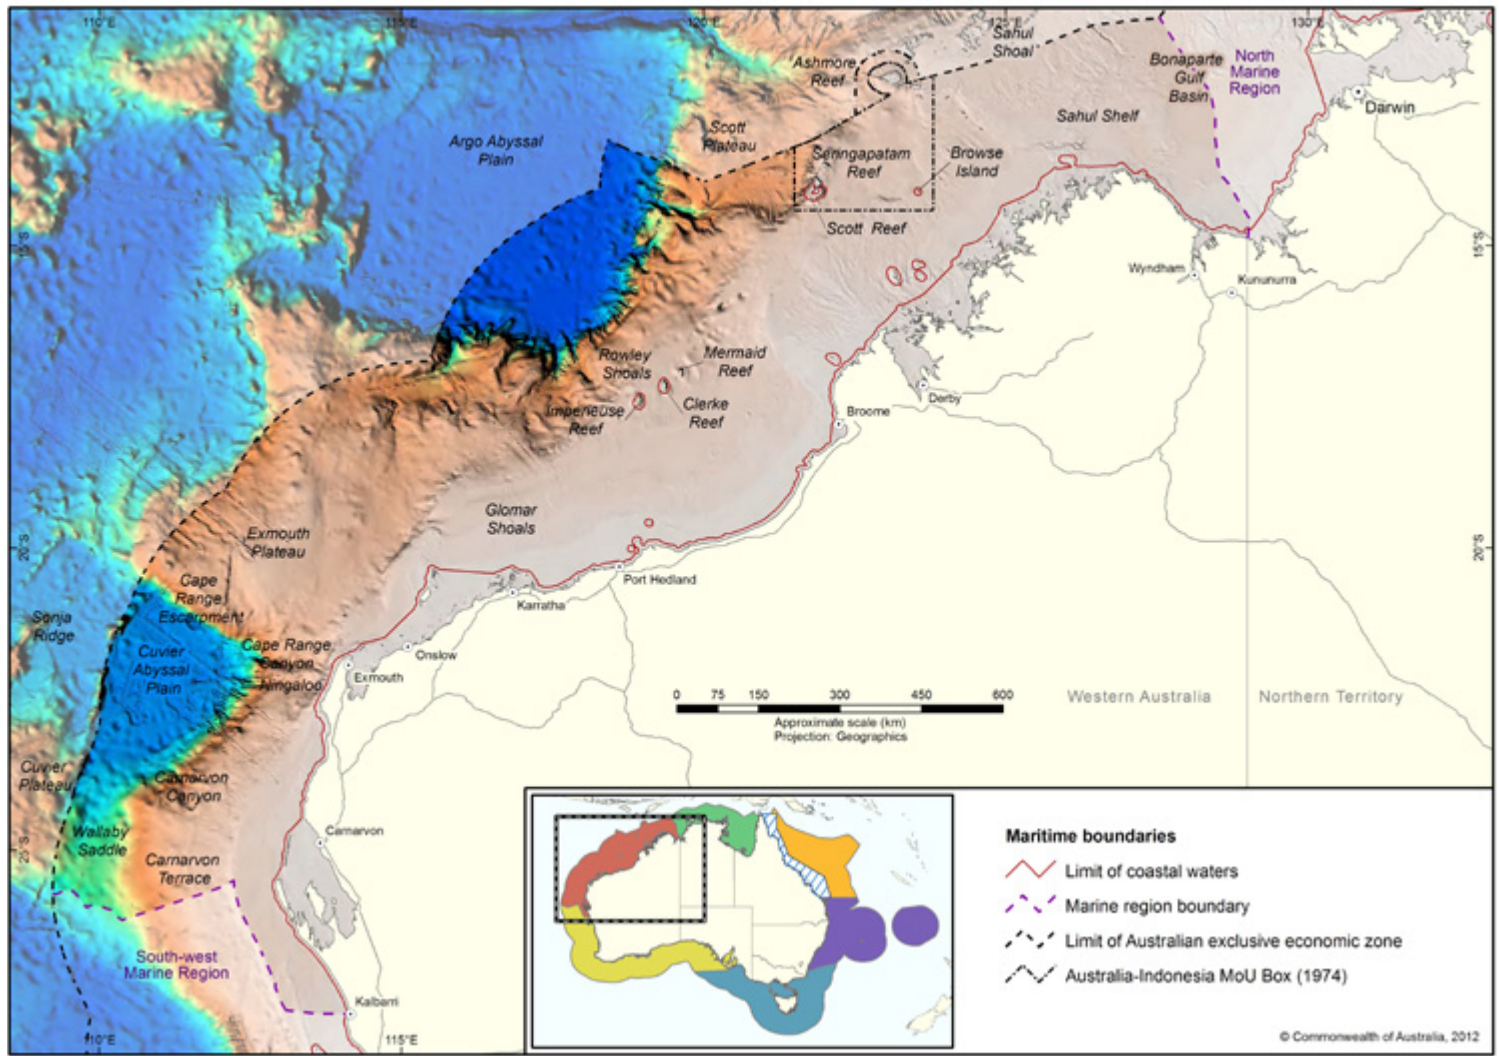 110°E
115°E
120°E
125°E
130°E
Sahul
Shoal
Ashmore
Reef
Bonaparte
Gulf
Basin
North
Marine
Region
Darwin
Argo Abyssal
Plain
Scott
Plateau
Sahul Shelf
Seringapatam
Reef
Browse
Island
Scott Reef
15°S
15°S
Wyndham
Kununurra
Rowley
Shoals
Mermaid
Reef
Imperieuse
Reef
Clerke
Reef
Derby
Broome
Glomar
Shoals
Exmouth
Plateau
20°S
20°S
Cape
Range
Escarpment
Port Hedland
Karratha
Sonja
Ridge
Cuvier
Abyssal
Plain
Cape Range
Canyon
Ningaloo
Onslow
Exmouth
0 75 150 300 450 600
Approximate scale (km)
Projection: Geographics
Western Australia
Northern Territory
Cuvier
Plateau
Carnarvon
Canyon
Wallaby
Saddle
25°S
Carnarvon
Carnarvon
Terrace
South-west
Marine Region
Kalbarri
110°E
115°E
Maritime boundaries
Limit of coastal waters
Marine region boundary
Limit of Australian exclusive economic zone
Australia-Indonesia MoU Box (1974)
© Commonwealth of Australia, 2012